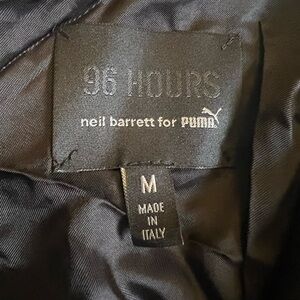 96 HOURS
neil barrett for PUMA
M
MADE
IN
ITALY